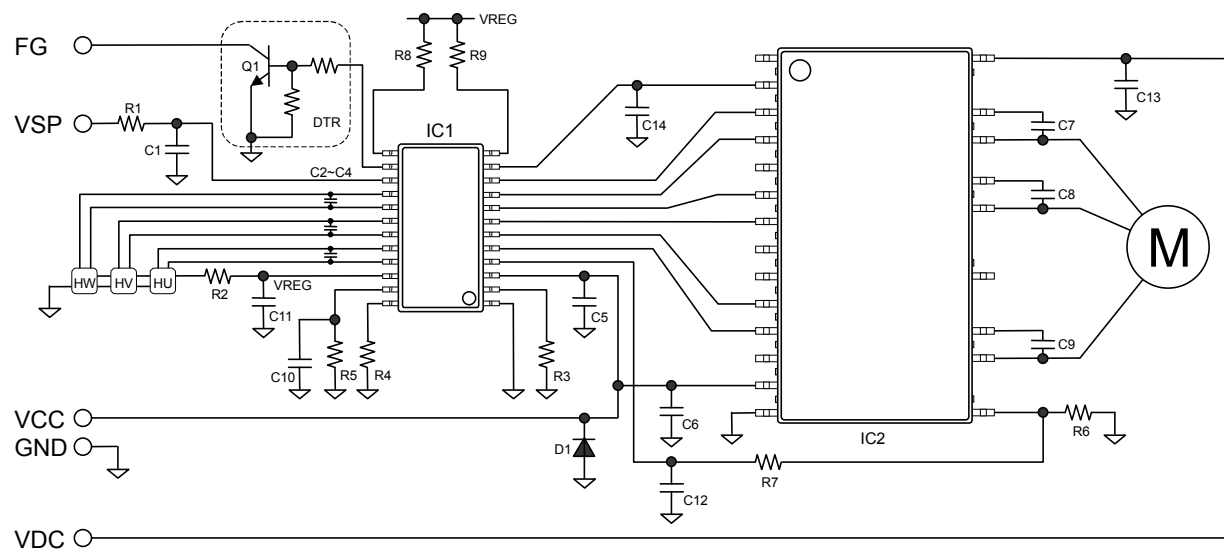 VREG
FG
R8
R9
Q1
C13
R1
DTR
VSP
C14
C7
IC1
C1
C2~C4
C8
M
HW
HV
HU
VREG
R2
C11
C5
C9
C10
R5
R4
R3
VCC
C6
R6
GND
D1
IC2
R7
C12
VDC